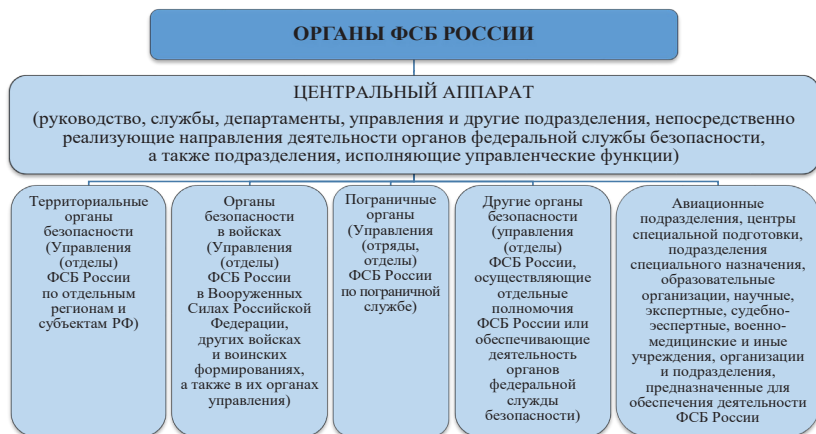 ОРГАНЫ ФСБ РОССИИ
ЦЕНТРАЛЬНЫЙ АППАРАТ
(руководство, службы, департаменты, управления и другие подразделения, непосредственно
реализующие направления деятельности органов федеральной службы безопасности,
а также подразделения, исполняющие управленческие функции)
Территориальные
органы
безопасности
(Управления
(отделы)
ФСБ России
по отдельным
регионам и
субъектам РФ)
Органы
безопасности
в войсках
(Управления
(отделы)
ФСБ России
в Вооруженных
Силах Российской
Федерации,
других войсках
и воинских
формированиях,
а также в их органах
управления)
Пограничные
органы
(Управления
(отряды,
отделы)
ФСБ России
по пограничной
службе)
Другие органы
безопасности
(управления
(отделы)
ФСБ России,
осуществляющие
отдельные
полномочия
ФСБ России или
обеспечивающие
деятельность
органов
федеральной
служды
безопасности)
Авиационные
подразделения, центры
специальной подготовки,
подразделения
специального назначения,
образовательные
организации, научные,
экспертные, судебно-
эеспертные, военно-
медицинские и иные
учреждения, организации
и подразделения,
предназначенные для
обеспечения деятельности
ФСБ России